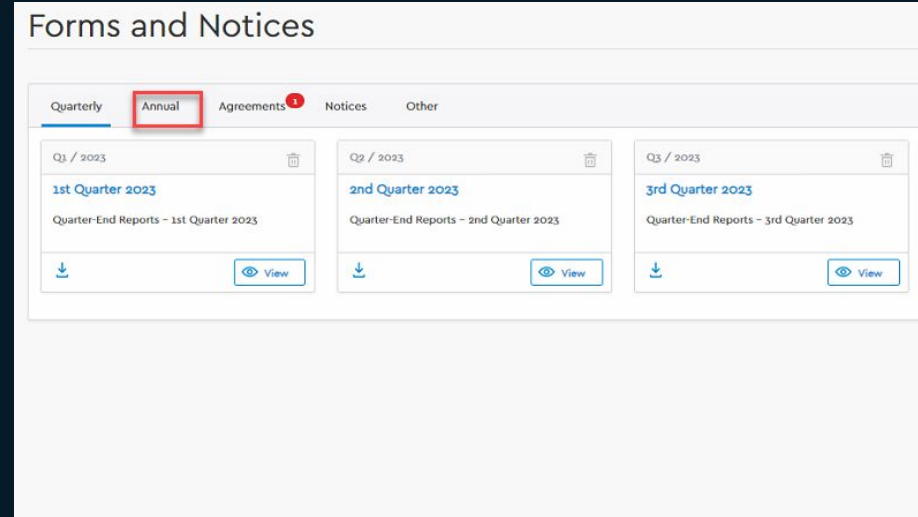 Forms and Notices
Quarterly Annual Agreements 1 Notices Other
Q1 / 2023
1st Quarter 2023
Quarter-End Reports – 1st Quarter 2023
View
Q2 / 2023
2nd Quarter 2023
Quarter-End Reports – 2nd Quarter 2023
View
Q3 / 2023
3rd Quarter 2023
Quarter-End Reports – 3rd Quarter 2023
View